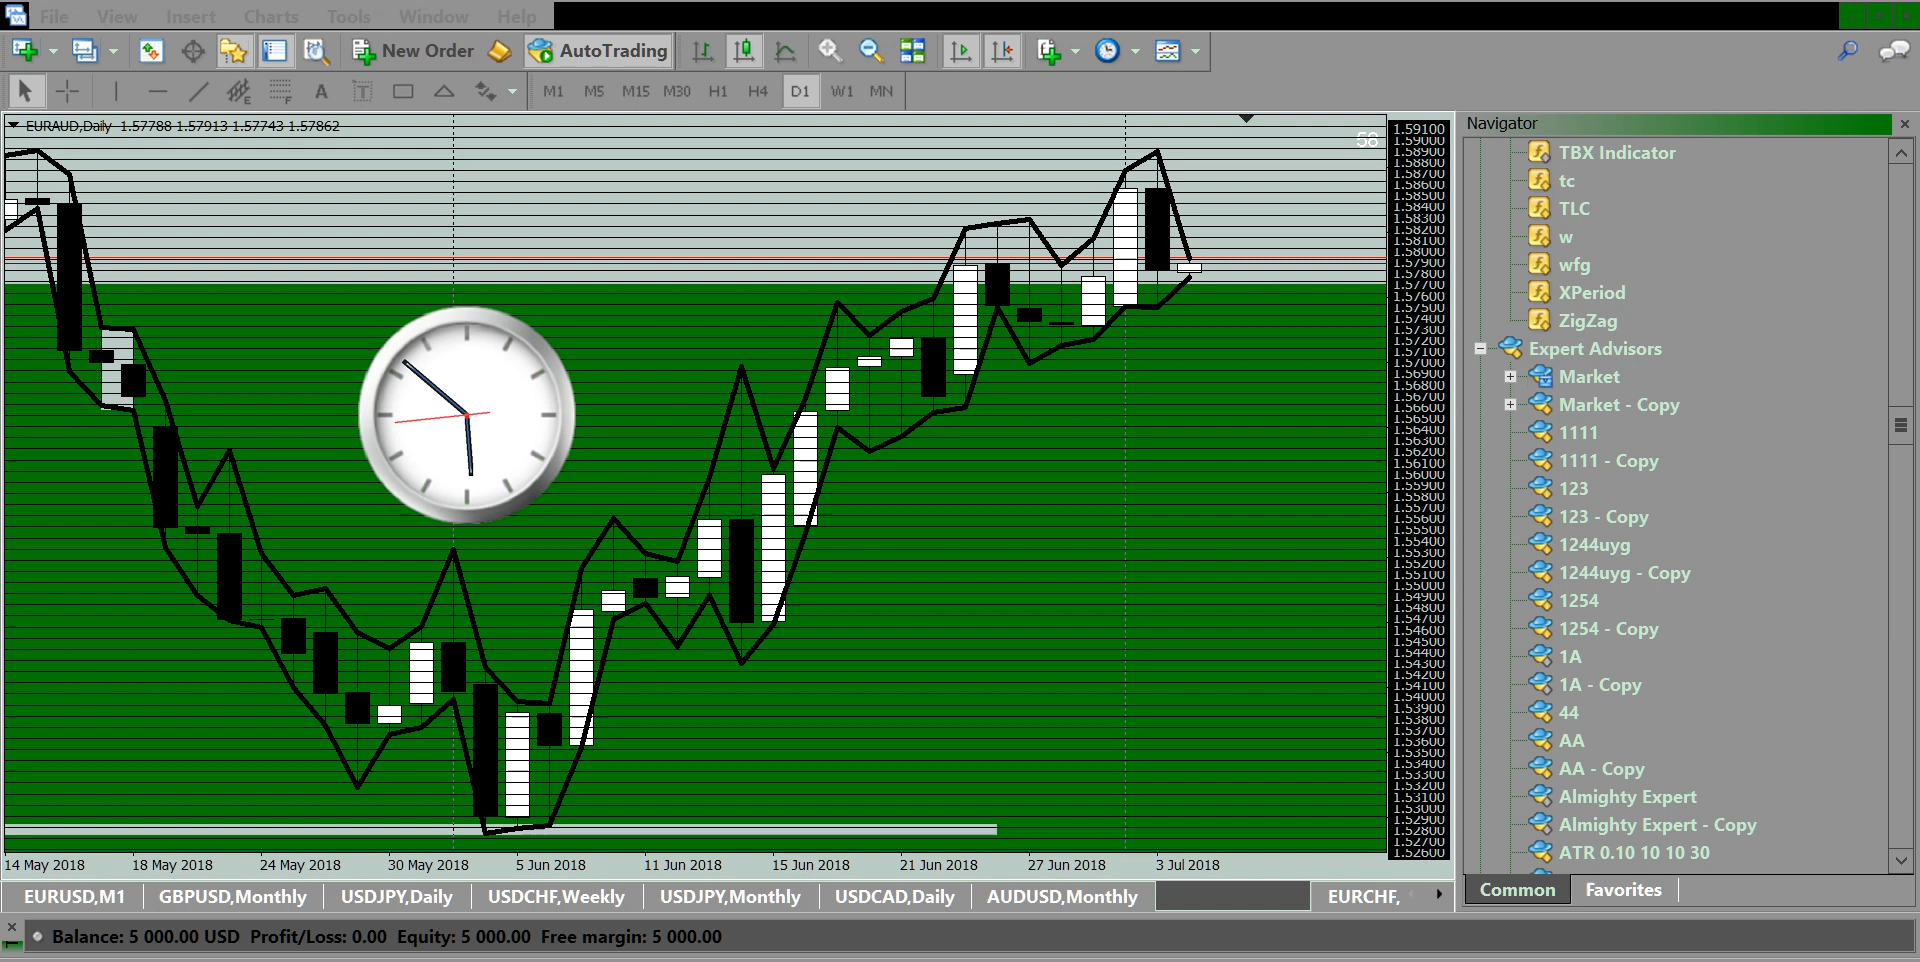 File View Insert Charts Tools Window Help
New Order AutoTrading
A T M1 M5 M15 M30 H1 H4 D1 W1 MN
EURAUD,Daily 1.57788 1.57913 1.57743 1.57862
58
1.59100
1.59000
1.58900
1.58800
1.58700
1.58600
1.58500
1.58400
1.58300
1.58200
1.58100
1.58000
1.57900
1.57800
1.57700
1.57600
1.57500
1.57400
1.57300
1.57200
1.57100
1.57000
1.56900
1.56800
1.56700
1.56600
1.56500
1.56400
1.56300
1.56200
1.56100
1.56000
1.55900
1.55800
1.55700
1.55600
1.55500
1.55400
1.55300
1.55200
1.55100
1.55000
1.54900
1.54800
1.54700
1.54600
1.54500
1.54400
1.54300
1.54200
1.54100
1.54000
1.53900
1.53800
1.53700
1.53600
1.53500
1.53400
1.53300
1.53200
1.53100
1.53000
1.52900
1.52800
1.52700
1.52600
14 May 2018 18 May 2018 24 May 2018 30 May 2018 5 Jun 2018 11 Jun 2018 15 Jun 2018 21 Jun 2018 27 Jun 2018 3 Jul 2018
EURUSD,M1 GBPUSD,Monthly USDJPY,Daily USDCHF,Weekly USDJPY,Monthly USDCAD,Daily AUDUSD,Monthly EURCHF,
Navigator
TBX Indicator
tc
TLC
w
wfg
XPeriod
ZigZag
Expert Advisors
Market
Market - Copy
1111
1111 - Copy
123
123 - Copy
1244uyg
1244uyg - Copy
1254
1254 - Copy
1A
1A - Copy
44
AA
AA - Copy
Almighty Expert
Almighty Expert - Copy
ATR 0.10 10 10 30
Common Favorites
Balance: 5 000.00 USD Profit/Loss: 0.00 Equity: 5 000.00 Free margin: 5 000.00